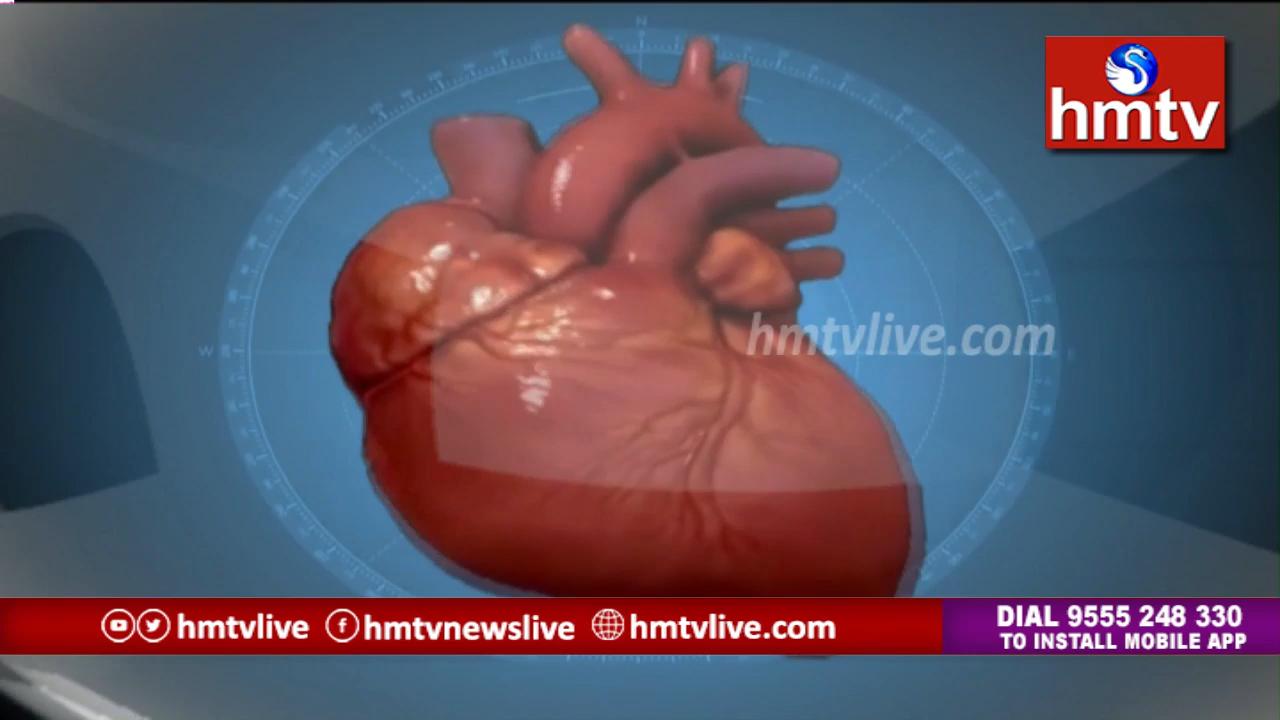 N
hmtv
hmtvlive.com
W
hmtvlive hmtvnewslive hmtvlive.com
DIAL 9555 248 330
TO INSTALL MOBILE APP